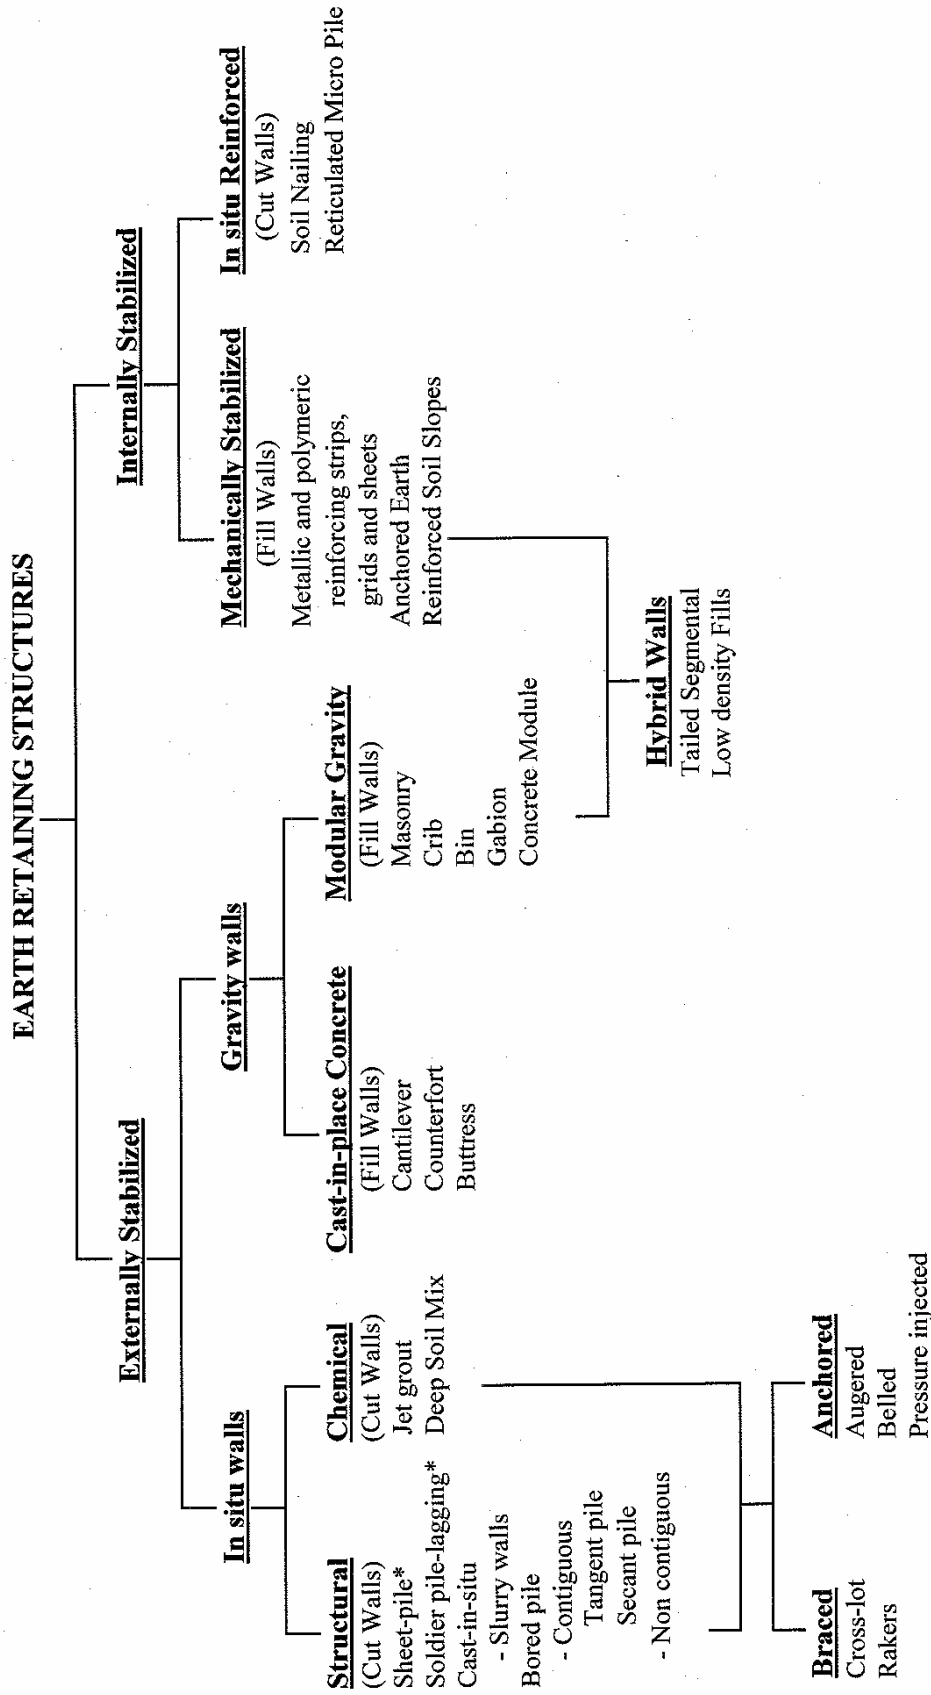 EARTH RETAINING STRUCTURES
Externally Stabilized
Internally Stabilized
In situ walls
Gravity walls
Mechanically Stabilized
(Fill Walls)
Metallic and polymeric
reinforcing strips,
grids and sheets
Anchored Earth
Reinforced Soil Slopes
In situ Reinforced
(Cut Walls)
Soil Nailing
Reticulated Micro Pile
Structural
(Cut Walls)
Sheet-pile*
Soldier pile-lagging*
Cast-in-situ
- Slurry walls
Bored pile
- Contiguous
Tangent pile
Secant pile
- Non contiguous
Chemical
(Cut Walls)
Jet grout
Deep Soil Mix
Cast-in-place Concrete
(Fill Walls)
Cantilever
Counterfort
Buttress
Modular Gravity
(Fill Walls)
Masonry
Crib
Bin
Gabion
Concrete Module
Hybrid Walls
Tailed Segmental
Low density Fills
Braced
Cross-lot
Rakers
Anchored
Augered
Belled
Pressure injected